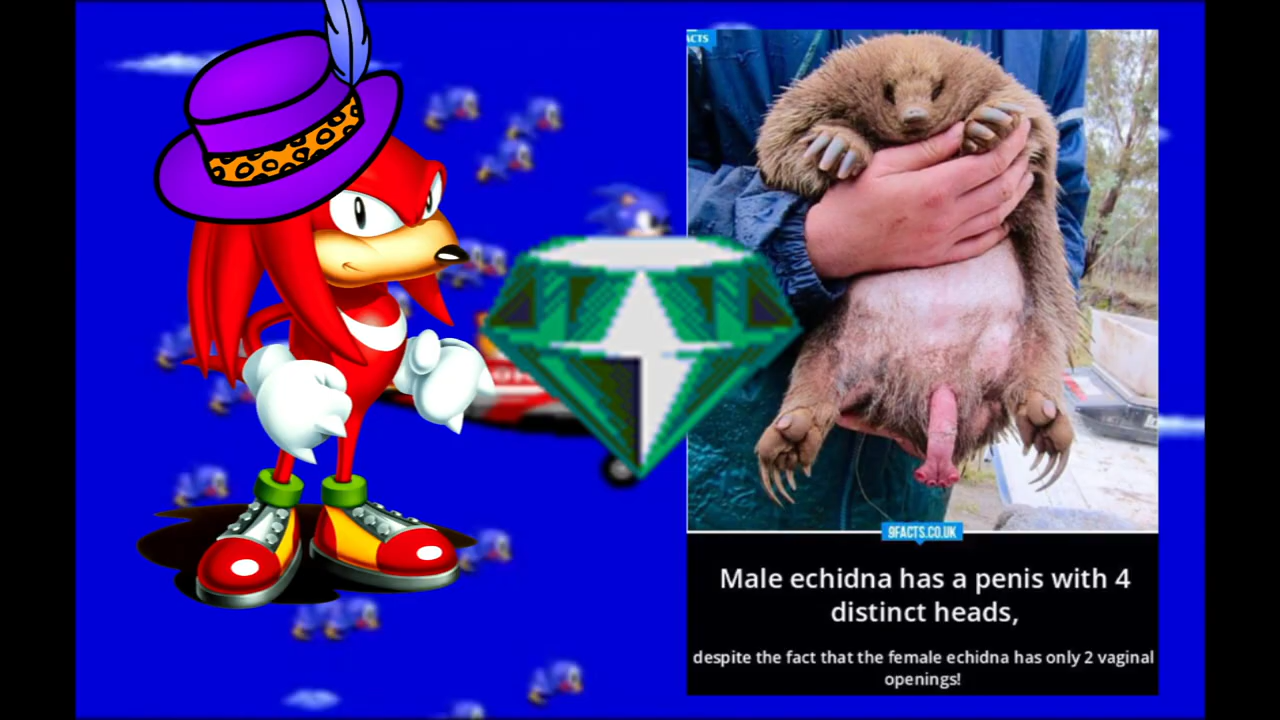 ACTS
9FACTS.CO.UK
Male echidna has a penis with 4
distinct heads,
despite the fact that the female echidna has only 2 vaginal
openings!